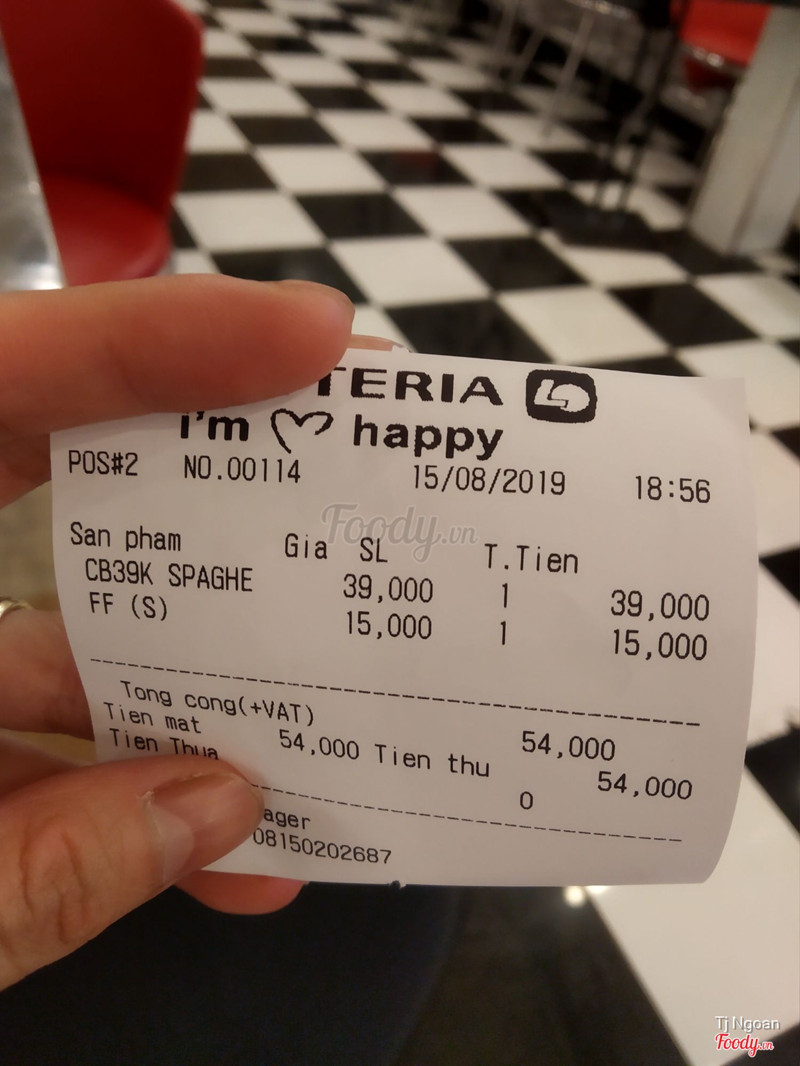 TERIA
i'm happy
POS#2 NO.00114 15/08/2019 18:56
Foody.vn
San pham Gia SL T.Tien
CB39K SPAGHE 39,000 1 39,000
FF (S) 15,000 1 15,000
Tong cong(+VAT) 54,000
Tien mat 54,000 Tien thu 54,000
Tien Thua 0
ager
08150202687
Tj Ngoan
Foody.vn